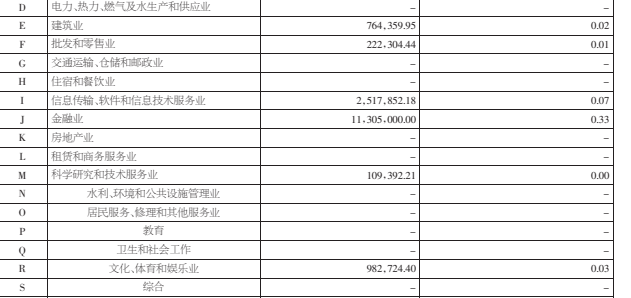 D 电力、热力、燃气及水生产和供应业 – –
E 建筑业 764,359.95 0.02
F 批发和零售业 222,304.44 0.01
G 交通运输、仓储和邮政业 – –
H 住宿和餐饮业 – –
I 信息传输、软件和信息技术服务业 2,517,852.18 0.07
J 金融业 11,305,000.00 0.33
K 房地产业 – –
L 租赁和商务服务业 – –
M 科学研究和技术服务业 109,392.21 0.00
N 水利、环境和公共设施管理业 – –
O 居民服务、修理和其他服务业 – –
P 教育 – –
Q 卫生和社会工作 – –
R 文化、体育和娱乐业 982,724.40 0.03
S 综合 – –